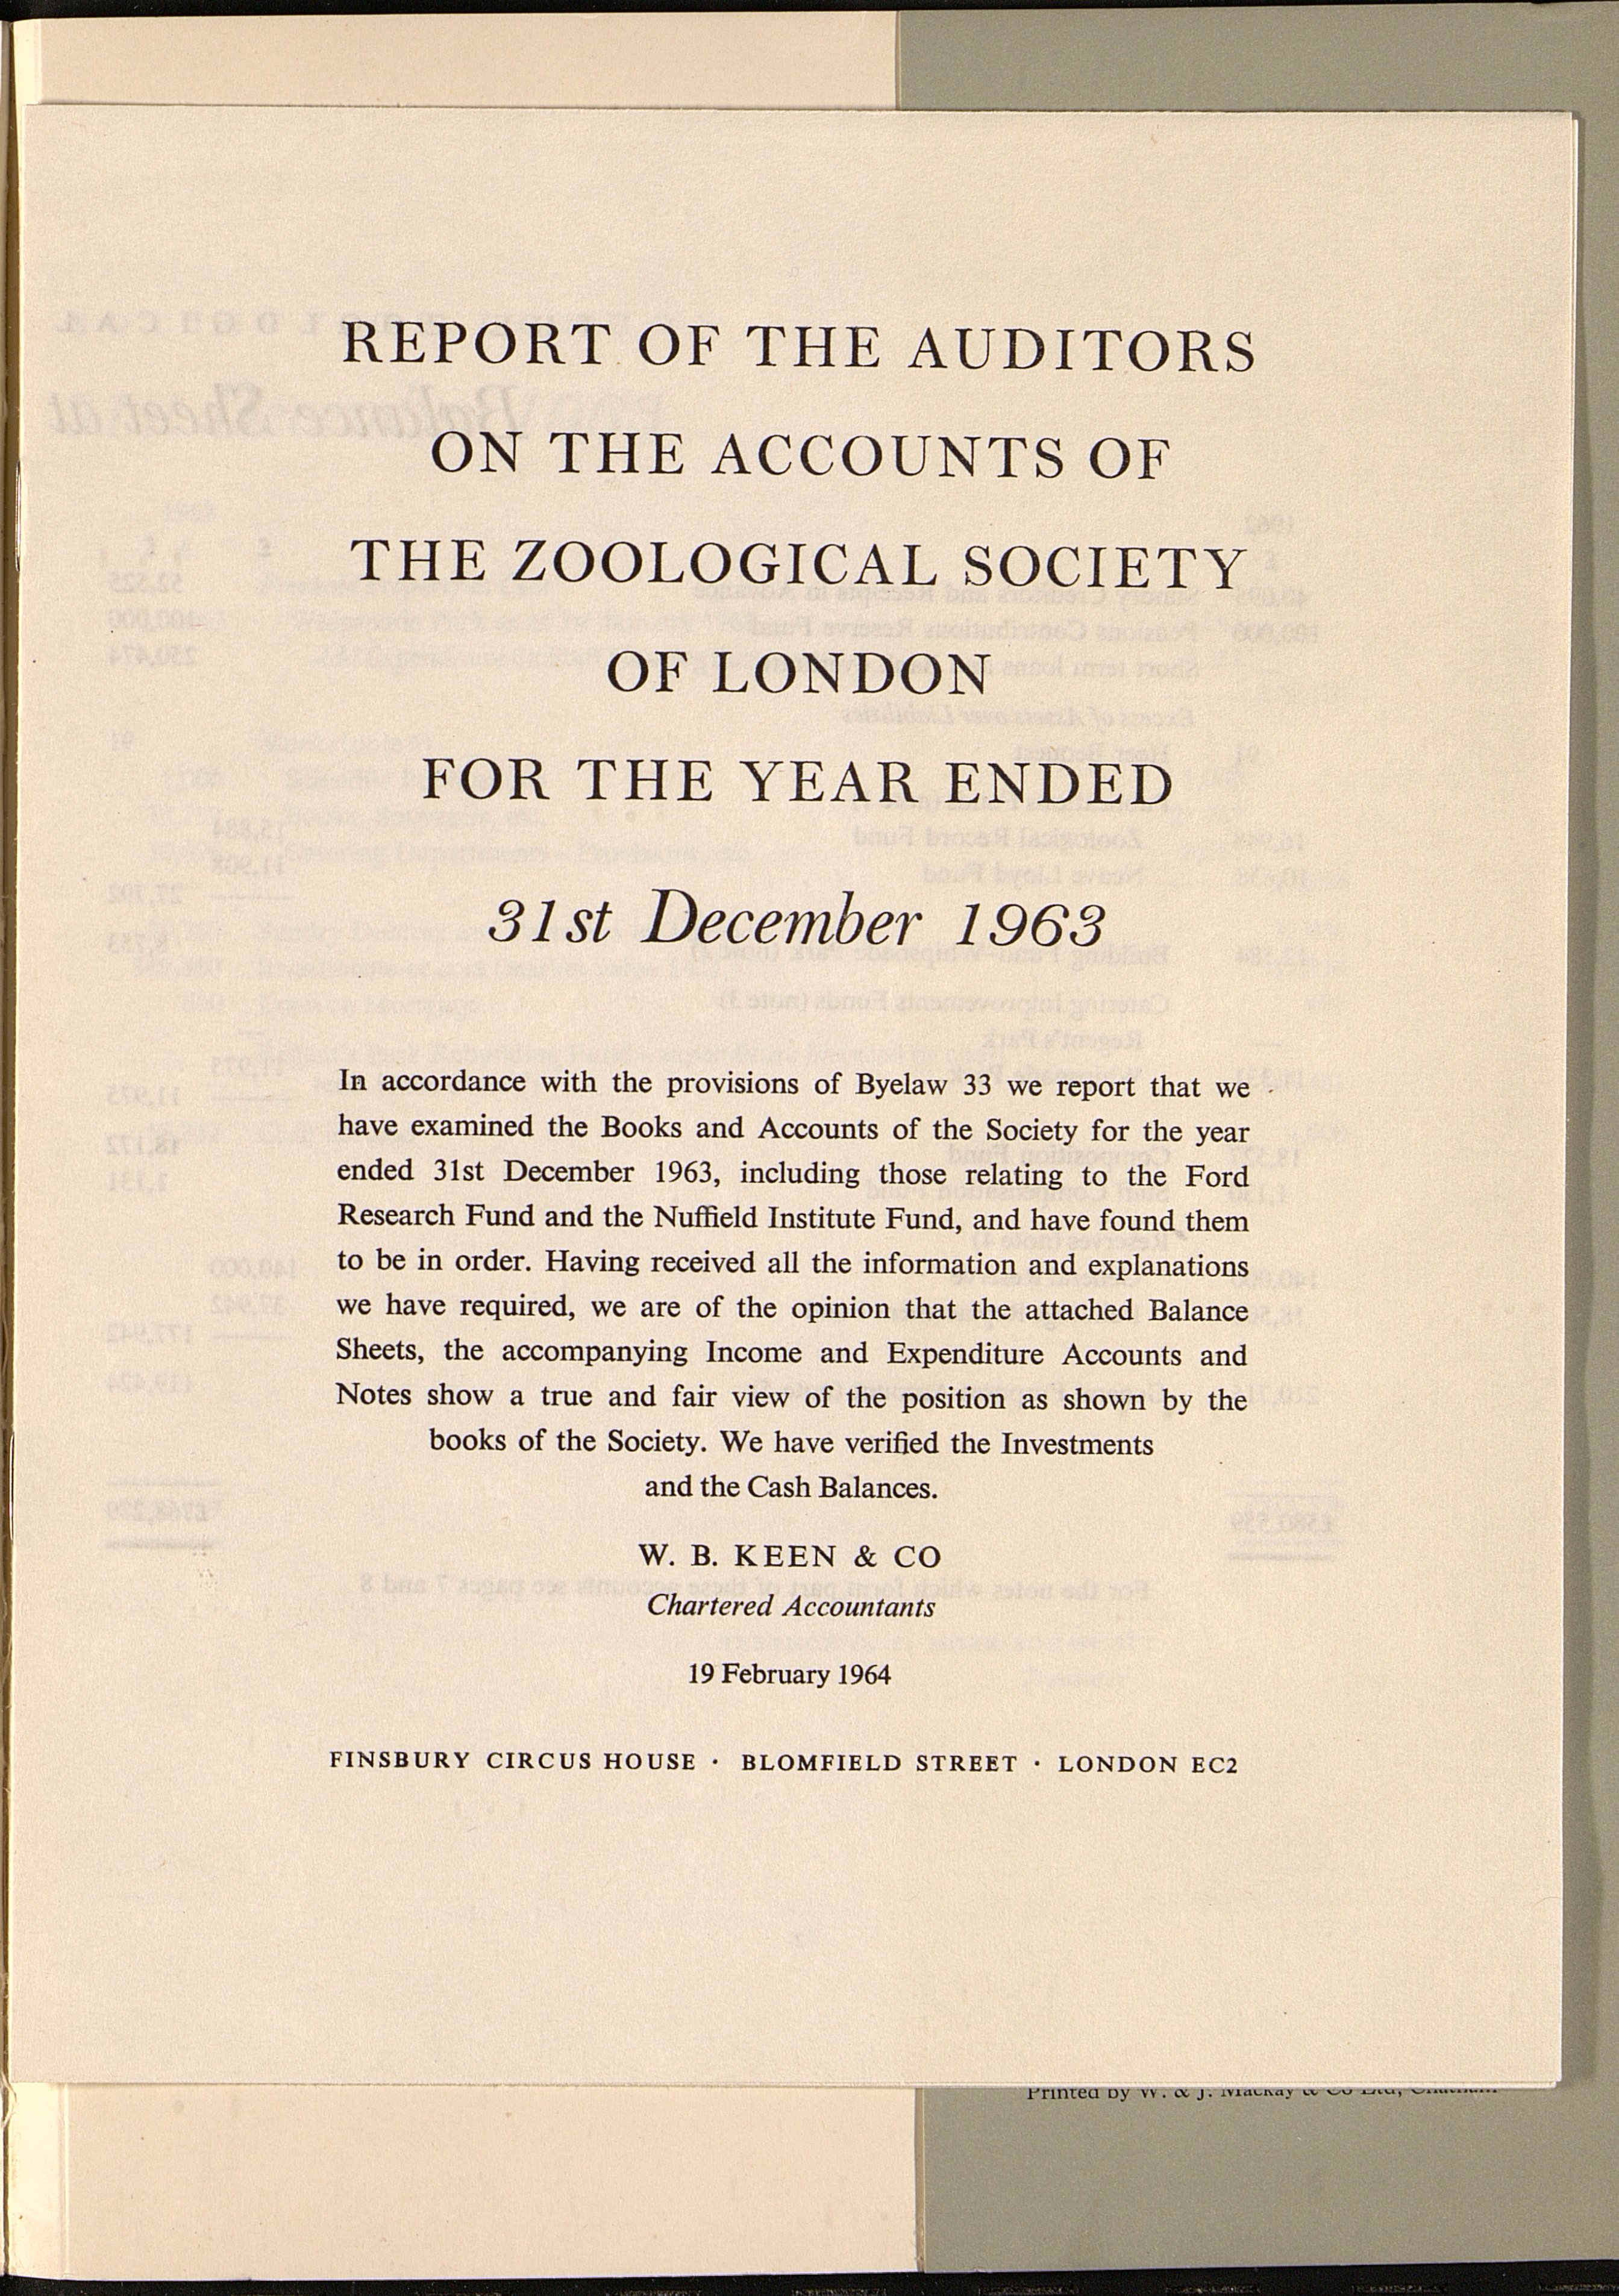 REPORT OF THE AUDITORS
ON THE ACCOUNTS OF
THE ZOOLOGICAL SOCIETY
OF LONDON
FOR THE YEAR ENDED
31st December 1963
In accordance with the provisions of Byelaw 33 we report that we
have examined the Books and Accounts of the Society for the year
ended 31st December 1963, including those relating to the Ford
Research Fund and the Nuffield Institute Fund, and have found them
to be in order. Having received all the information and explanations
we have required, we are of the opinion that the attached Balance
Sheets, the accompanying Income and Expenditure Accounts and
Notes show a true and fair view of the position as shown by the
books of the Society. We have verified the Investments
and the Cash Balances.
W. B. KEEN & CO
Chartered Accountants
19 February 1964
FINSBURY CIRCUS HOUSE · BLOMFIELD STREET · LONDON EC2
Printed by W. & J. Mackay & Co Ltd, Chatham